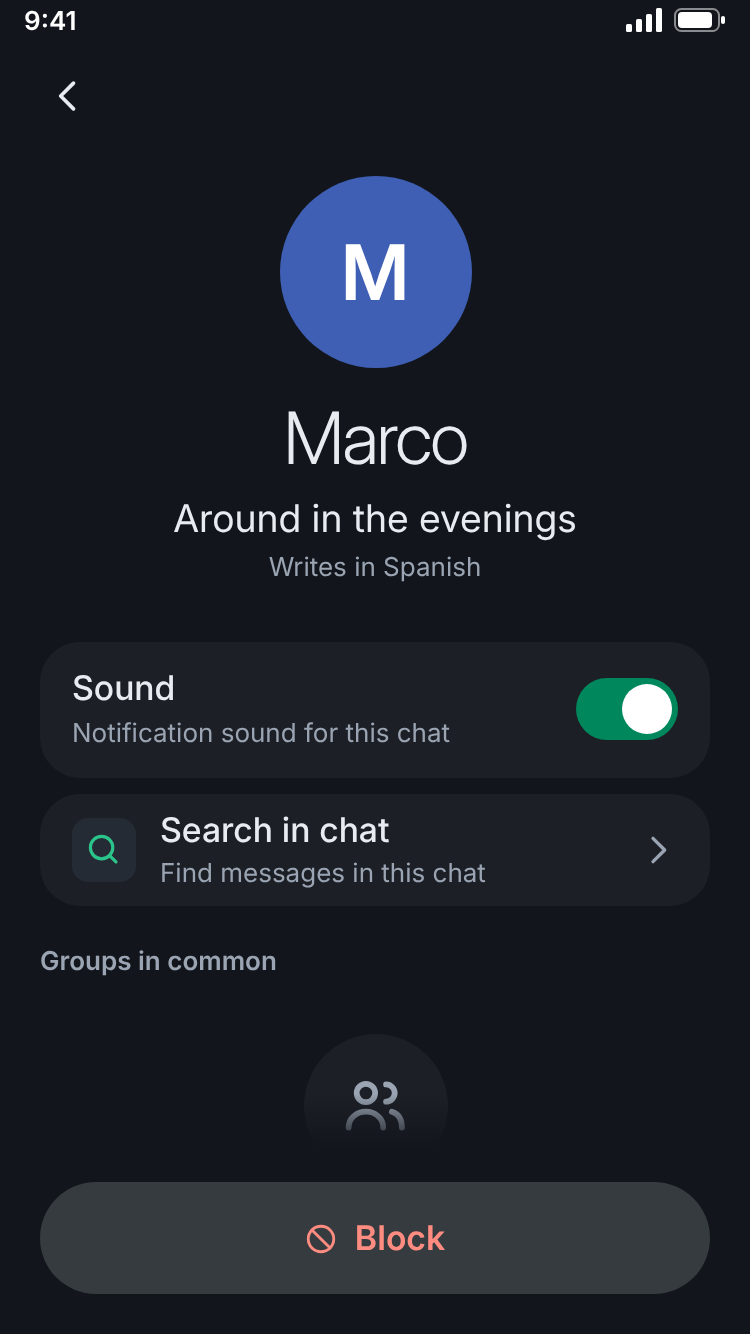 9:41
M
Marco
Around in the evenings
Writes in Spanish
Sound
Notification sound for this chat
Search in chat
Find messages in this chat
Groups in common
Block